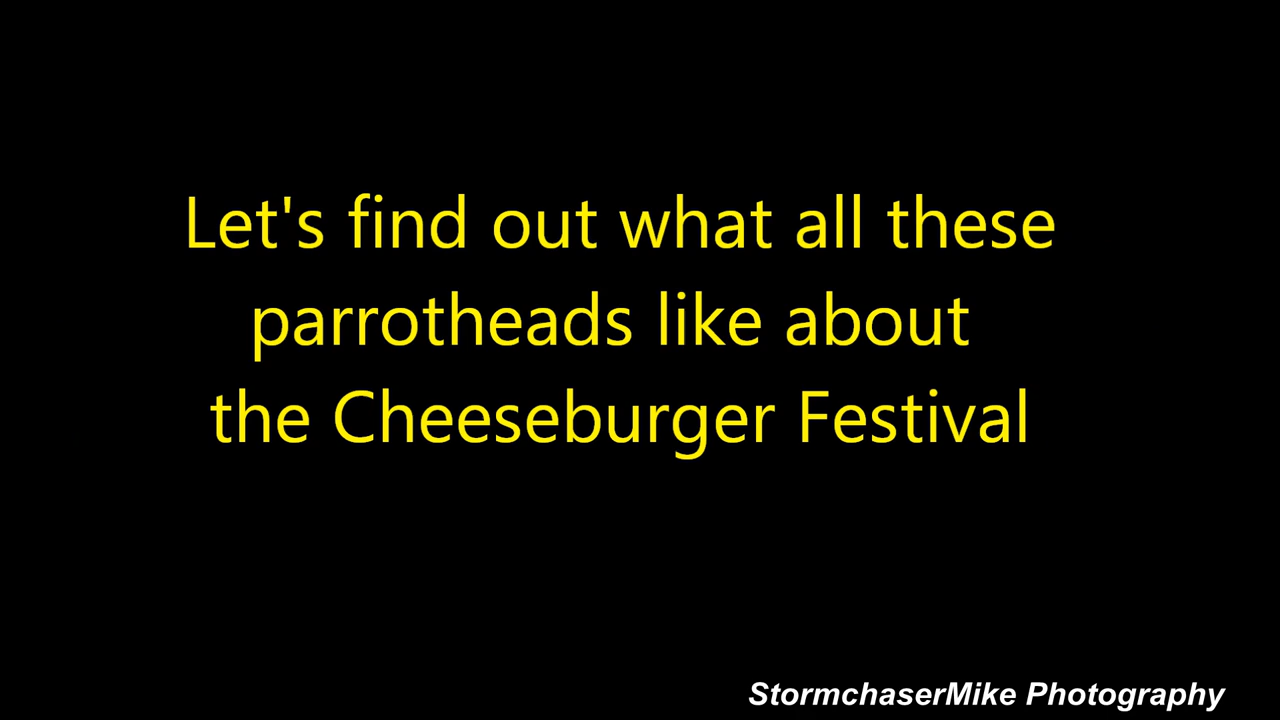 Let's find out what all these
parrotheads like about
the Cheeseburger Festival
StormchaserMike Photography